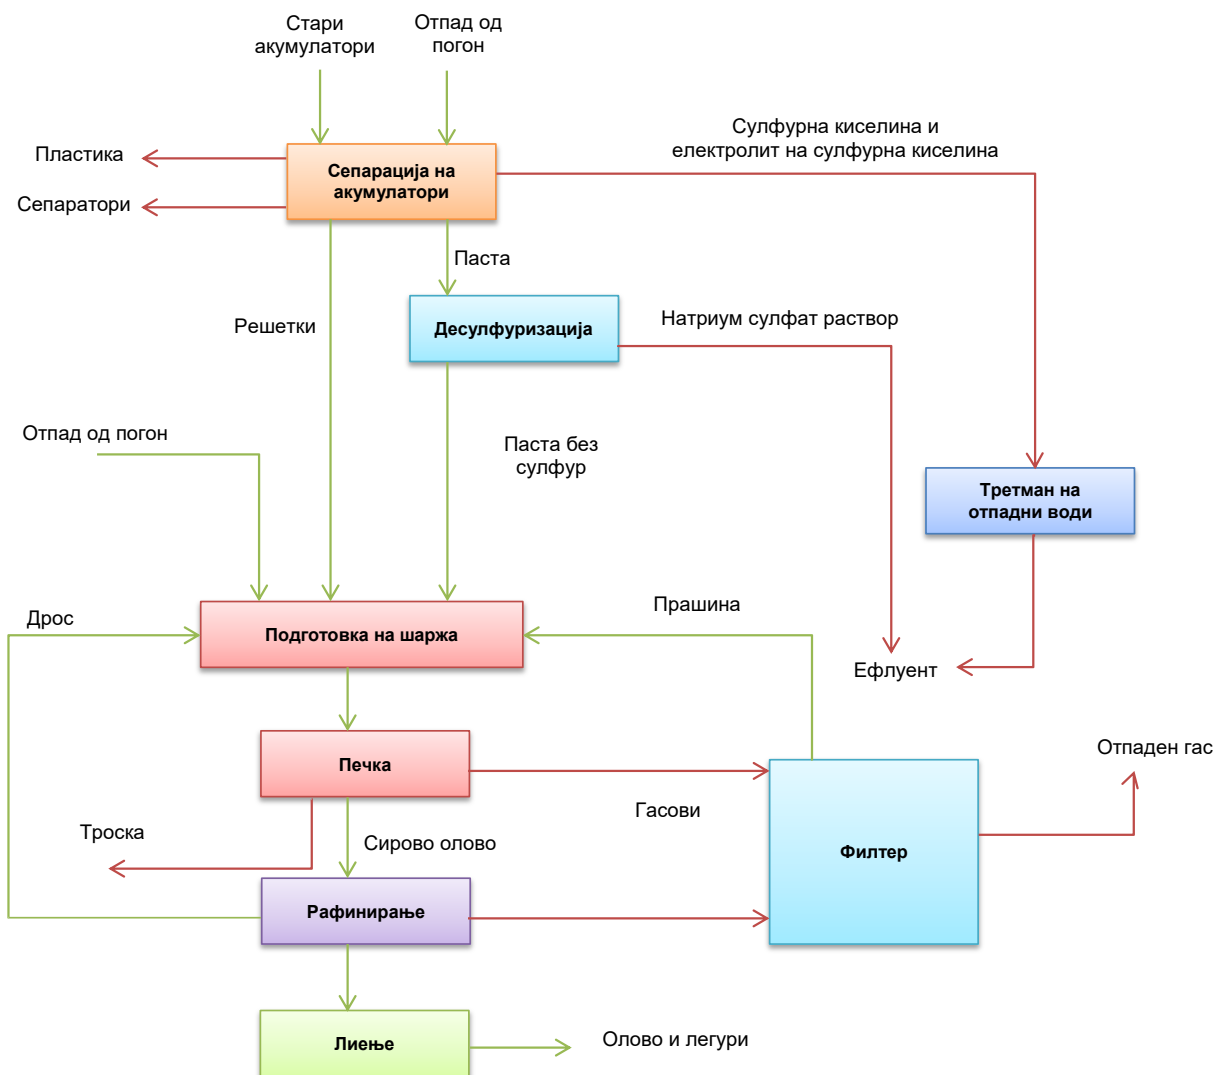 Стари
акумулатори
Отпад од
погон
Сулфурна киселина и
електролит на сулфурна киселина
Пластика
Сепарација на
акумулатори
Сепаратори
Паста
Решетки
Десулфуризација
Натриум сулфат раствор
Отпад од погон
Паста без
сулфур
Третман на
отпадни води
Дрос
Прашина
Подготовка на шаржа
Ефлуент
Печка
Отпаден гас
Гасови
Троска
Сирово олово
Филтер
Рафинирање
Лиење
Олово и легури